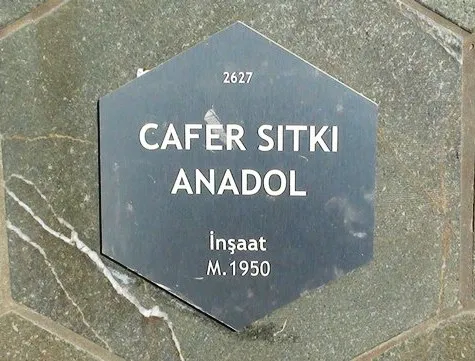 2627
CAFER SITKI
ANADOL
İnşaat
M.1950